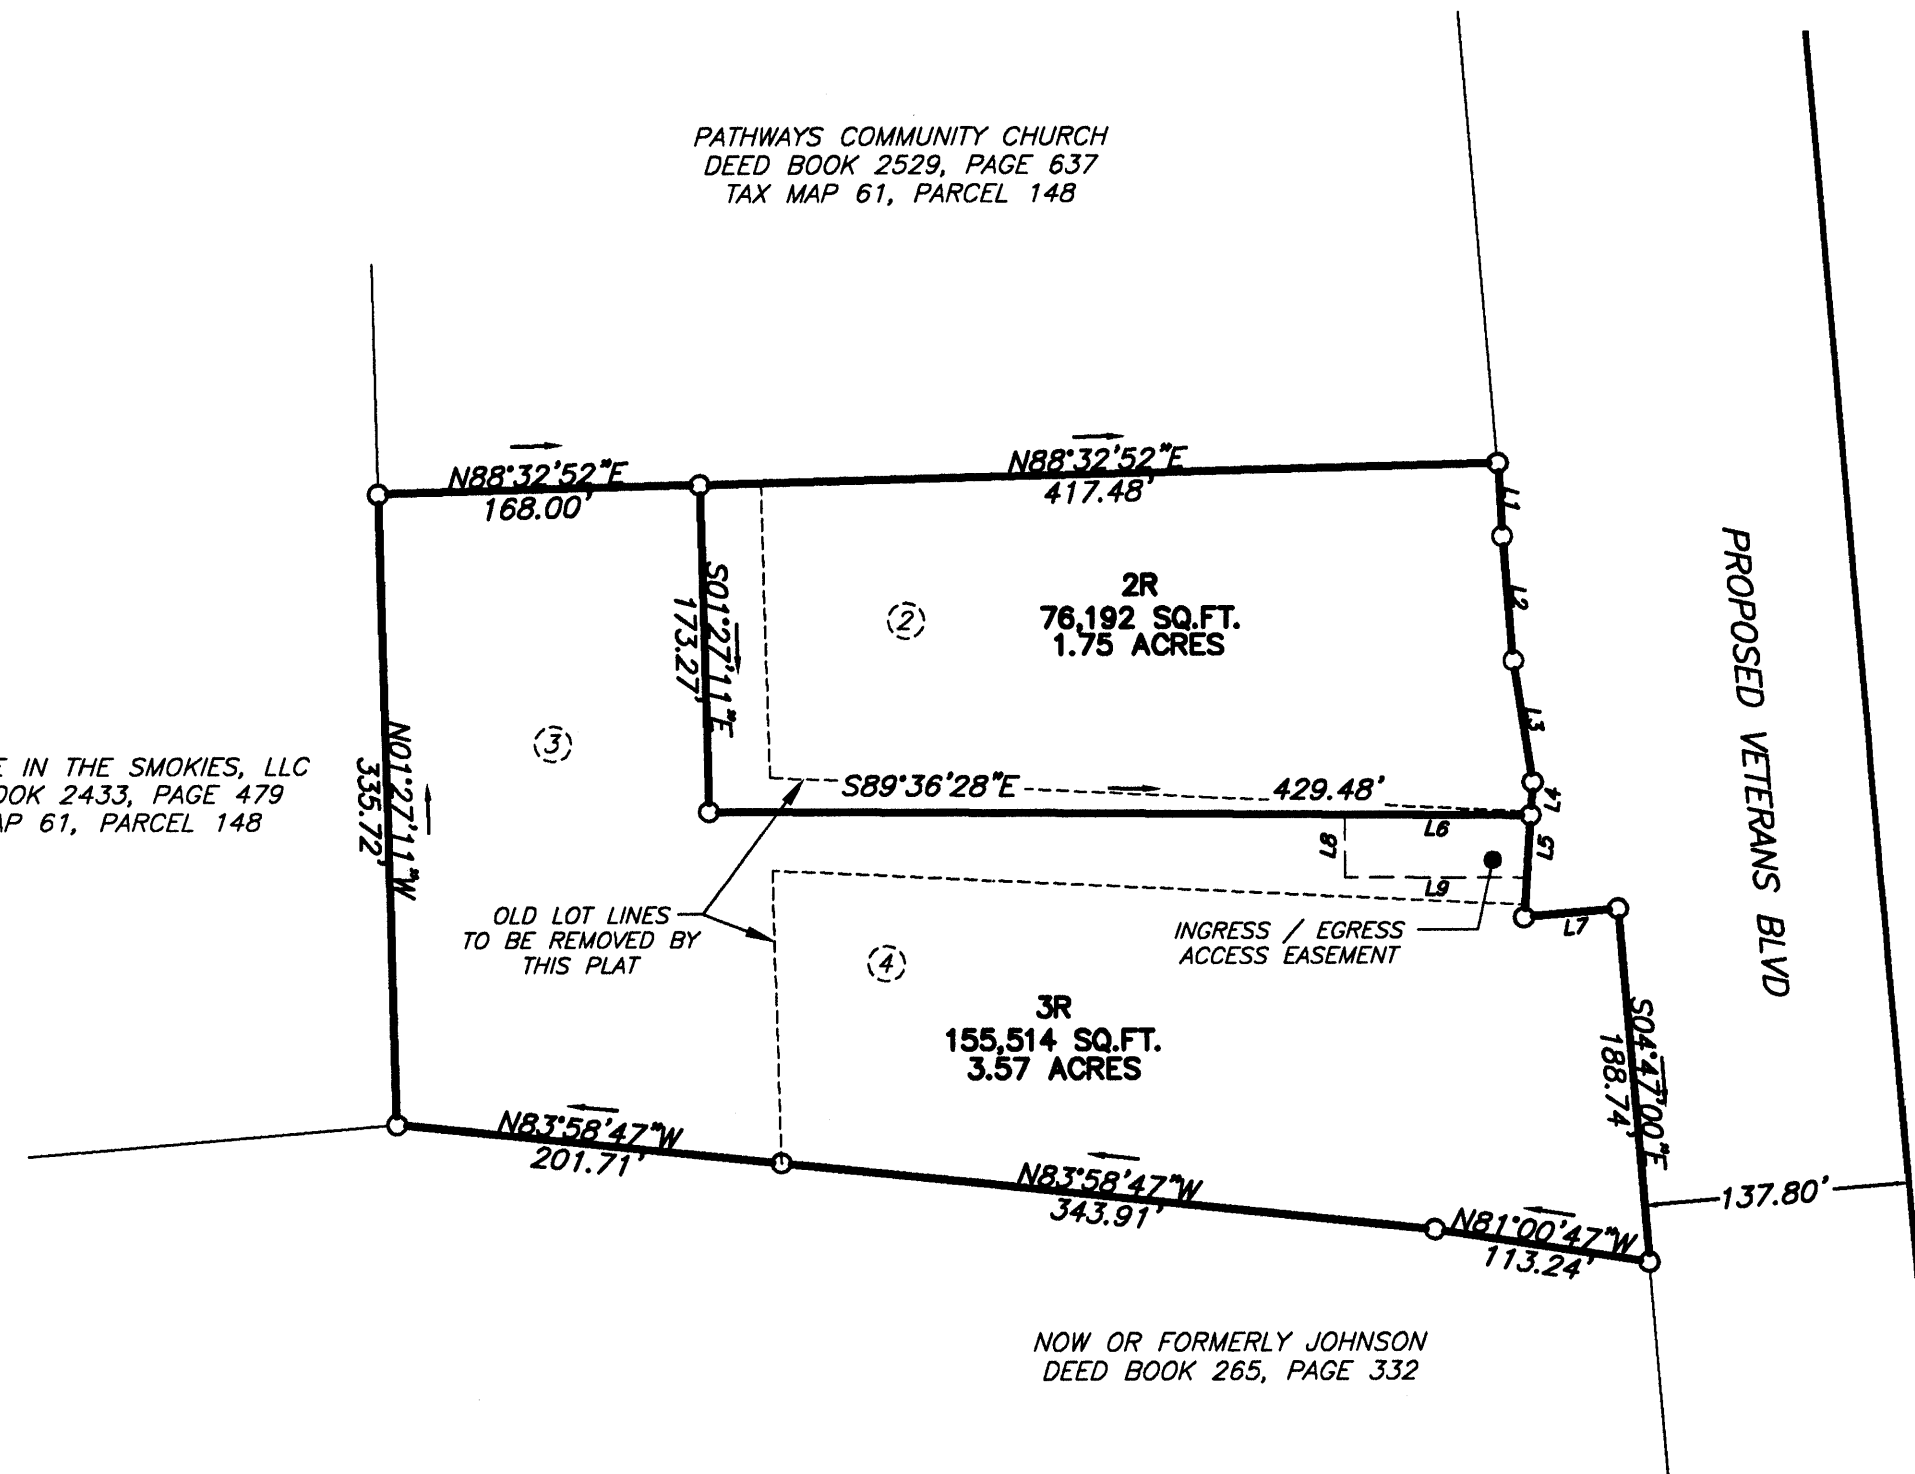 PATHWAYS COMMUNITY CHURCH
DEED BOOK 2529, PAGE 637
TAX MAP 61, PARCEL 148
N88°32'52"E
168.00'
N88°32'52"E
417.48'
L1
L2
L3
L4
L5
L6
L7
L8
L9
S01°27'11"E
173.27'
2
2R
76,192 SQ.FT.
1.75 ACRES
PROPOSED VETERANS BLVD
3
S89°36'28"E
429.48'
E IN THE SMOKIES, LLC
OOK 2433, PAGE 479
AP 61, PARCEL 148
N01°27'11"W
335.72'
OLD LOT LINES
TO BE REMOVED BY
THIS PLAT
INGRESS / EGRESS
ACCESS EASEMENT
4
3R
155,514 SQ.FT.
3.57 ACRES
S04°47'00"E
188.74'
N83°58'47"W
201.71'
N83°58'47"W
343.91'
N81°00'47"W
113.24'
137.80'
NOW OR FORMERLY JOHNSON
DEED BOOK 265, PAGE 332